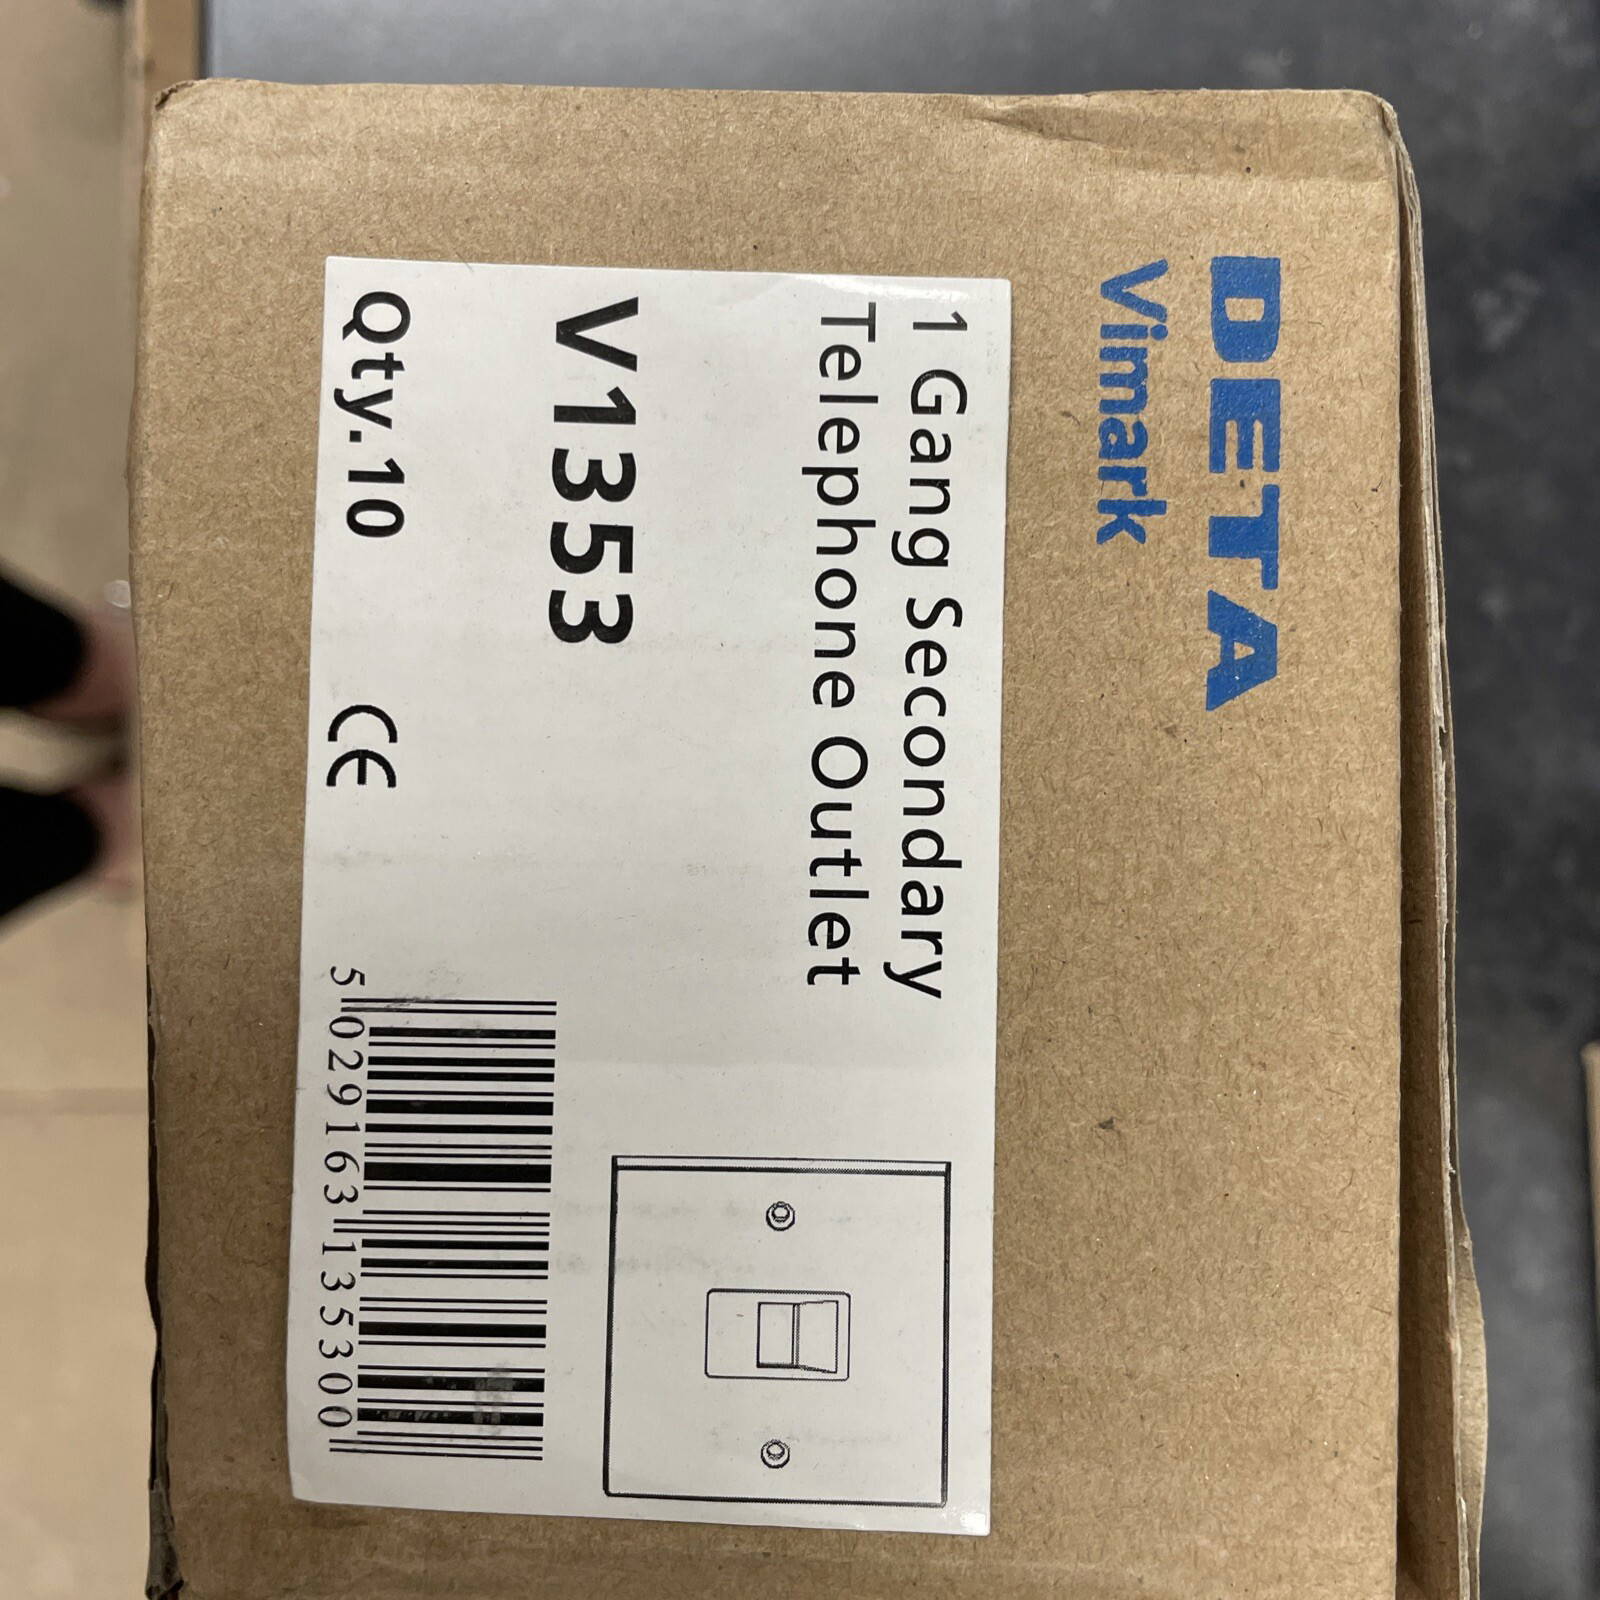 DETA
Vimark
1 Gang Secondary
Telephone Outlet
V1353
Qty.10
CE
5 029163 135300